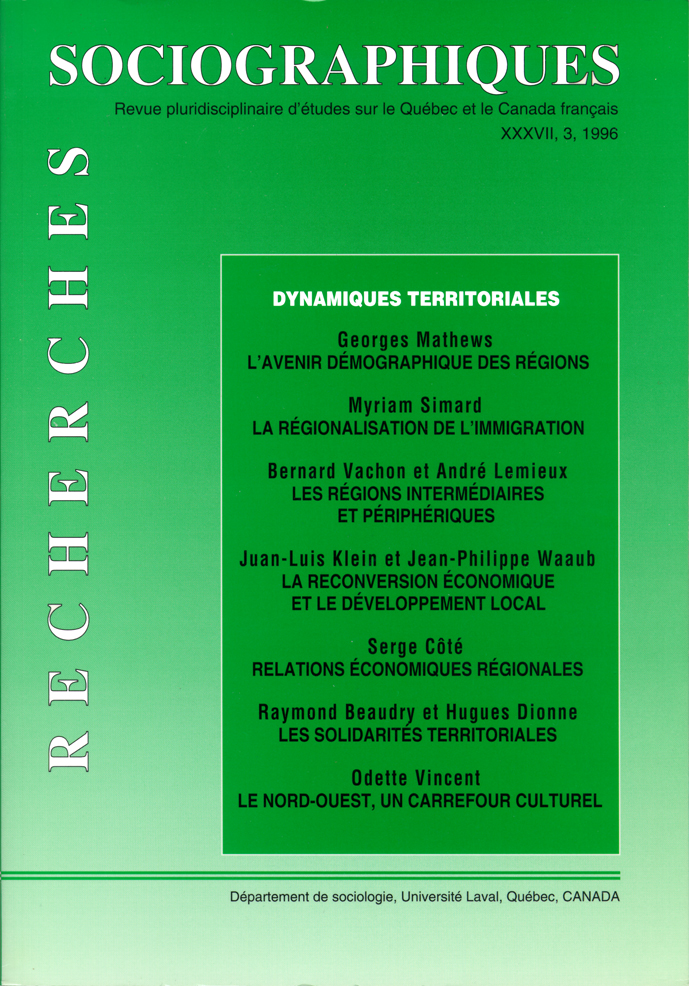 SOCIOGRAPHIQUES
Revue pluridisciplinaire d'études sur le Québec et le Canada français
XXXVII, 3, 1996
RECHERCHES
DYNAMIQUES TERRITORIALES
Georges Mathews
L'AVENIR DÉMOGRAPHIQUE DES RÉGIONS
Myriam Simard
LA RÉGIONALISATION DE L'IMMIGRATION
Bernard Vachon et André Lemieux
LES RÉGIONS INTERMÉDIAIRES
ET PÉRIPHÉRIQUES
Juan-Luis Klein et Jean-Philippe Waaub
LA RECONVERSION ÉCONOMIQUE
ET LE DÉVELOPPEMENT LOCAL
Serge Côté
RELATIONS ÉCONOMIQUES RÉGIONALES
Raymond Beaudry et Hugues Dionne
LES SOLIDARITÉS TERRITORIALES
Odette Vincent
LE NORD-OUEST, UN CARREFOUR CULTUREL
Département de sociologie, Université Laval, Québec, CANADA